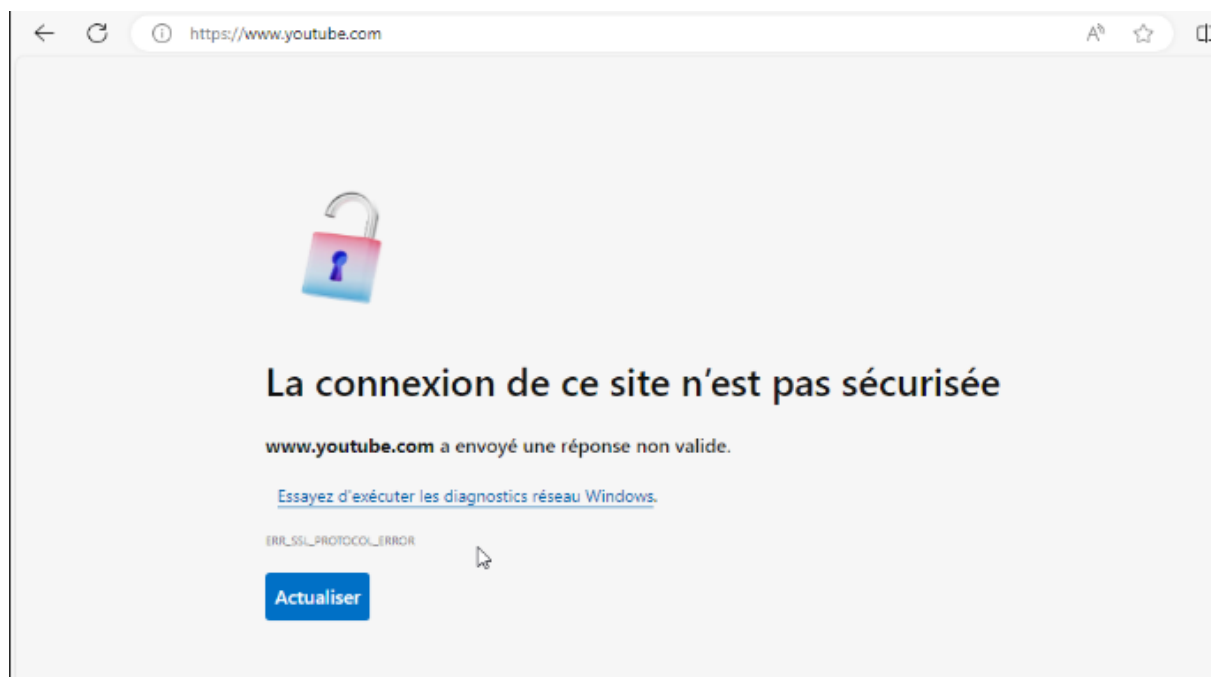 https://www.youtube.com
La connexion de ce site n'est pas sécurisée
www.youtube.com a envoyé une réponse non valide.
Essayez d'exécuter les diagnostics réseau Windows.
ERR_SSL_PROTOCOL_ERROR
Actualiser